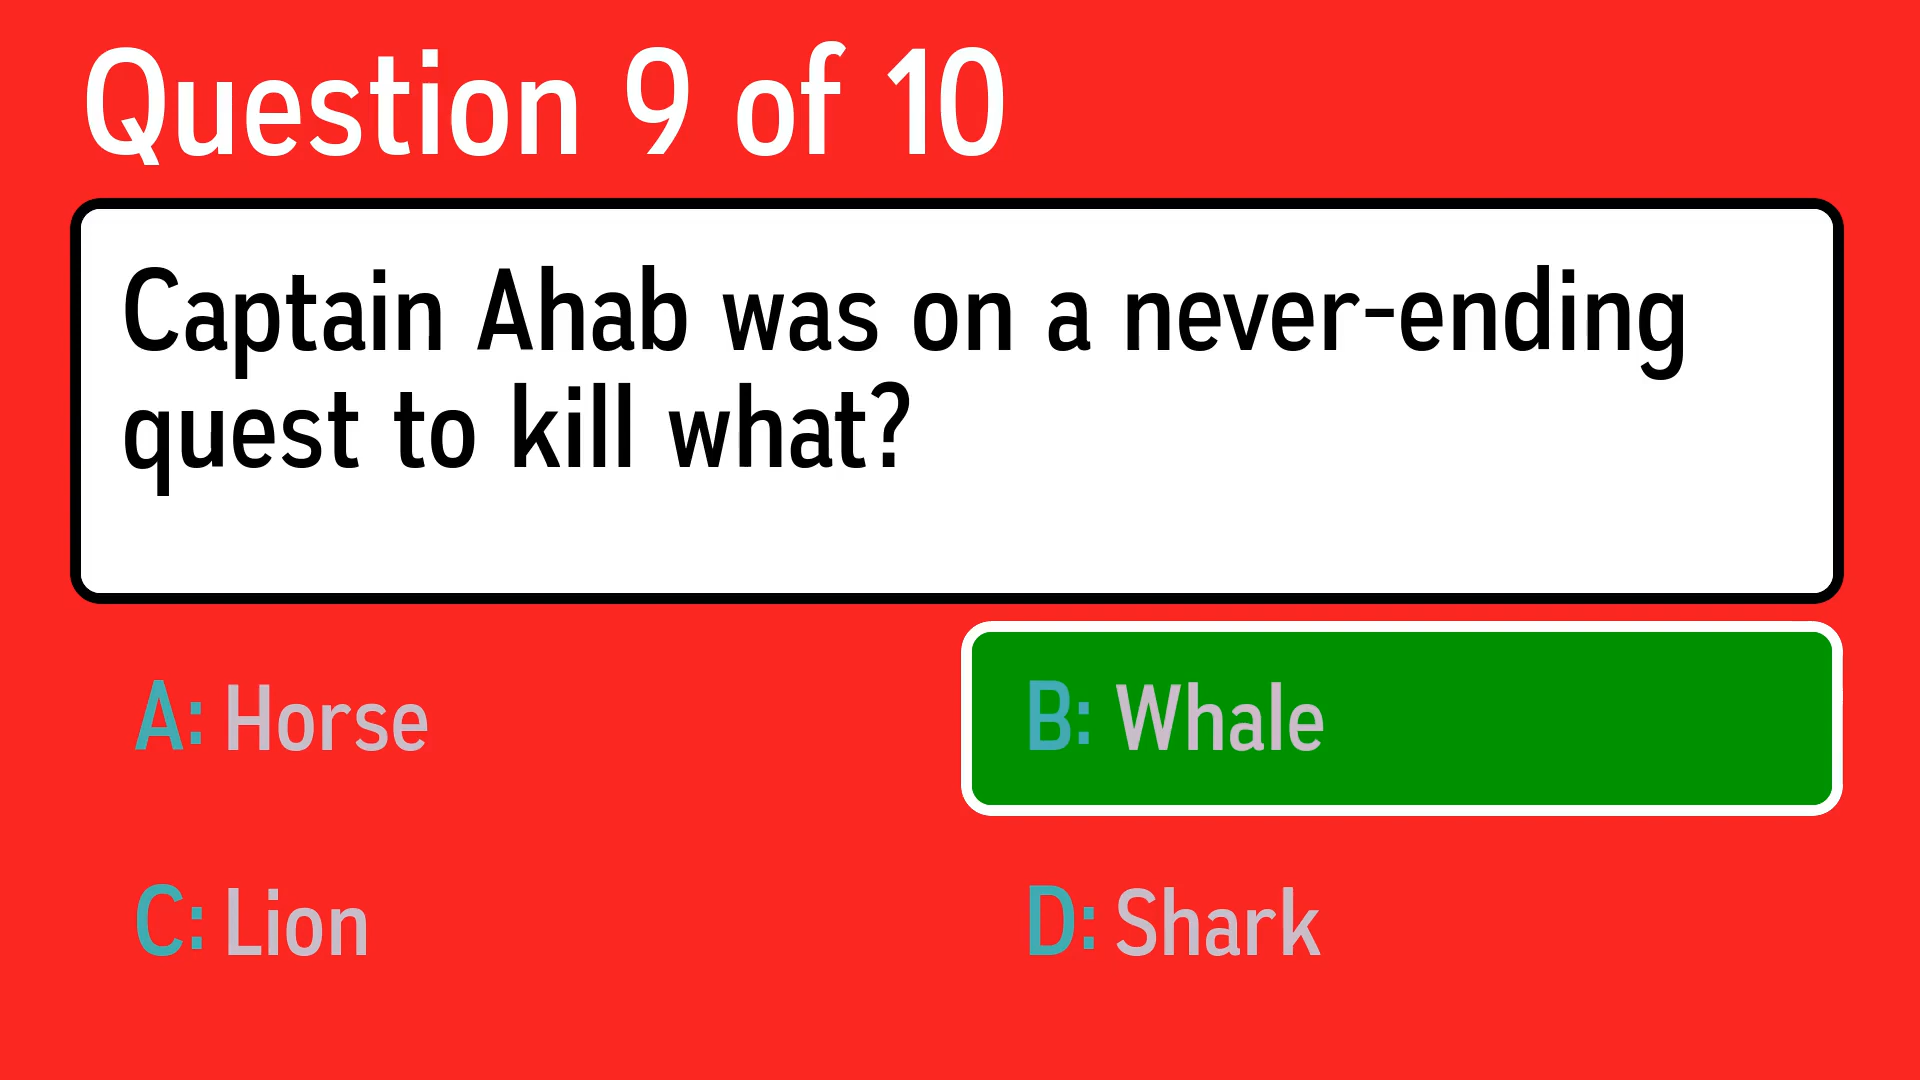 Question 9 of 10
Captain Ahab was on a never-ending
quest to kill what?
A: Horse
B: Whale
C: Lion
D: Shark